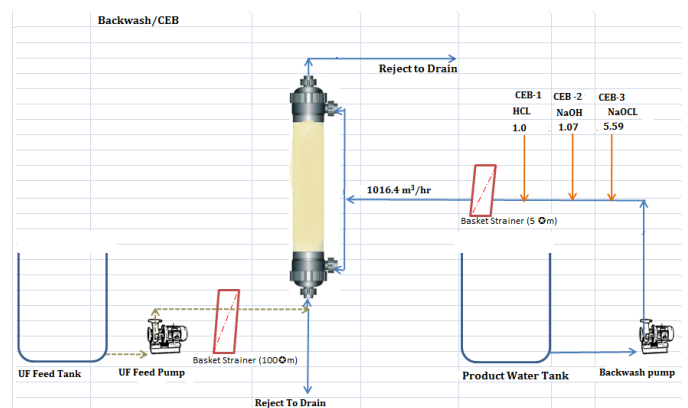 Backwash/CEB
Reject to Drain
CEB-1 CEB -2 CEB-3
HCL NaOH NaOCL
1.0 1.07 5.59
1016.4 m³/hr
Basket Strainer (5 ✪m)
Basket Strainer (100✪m)
UF Feed Tank
UF Feed Pump
Product Water Tank
Backwash pump
Reject To Drain